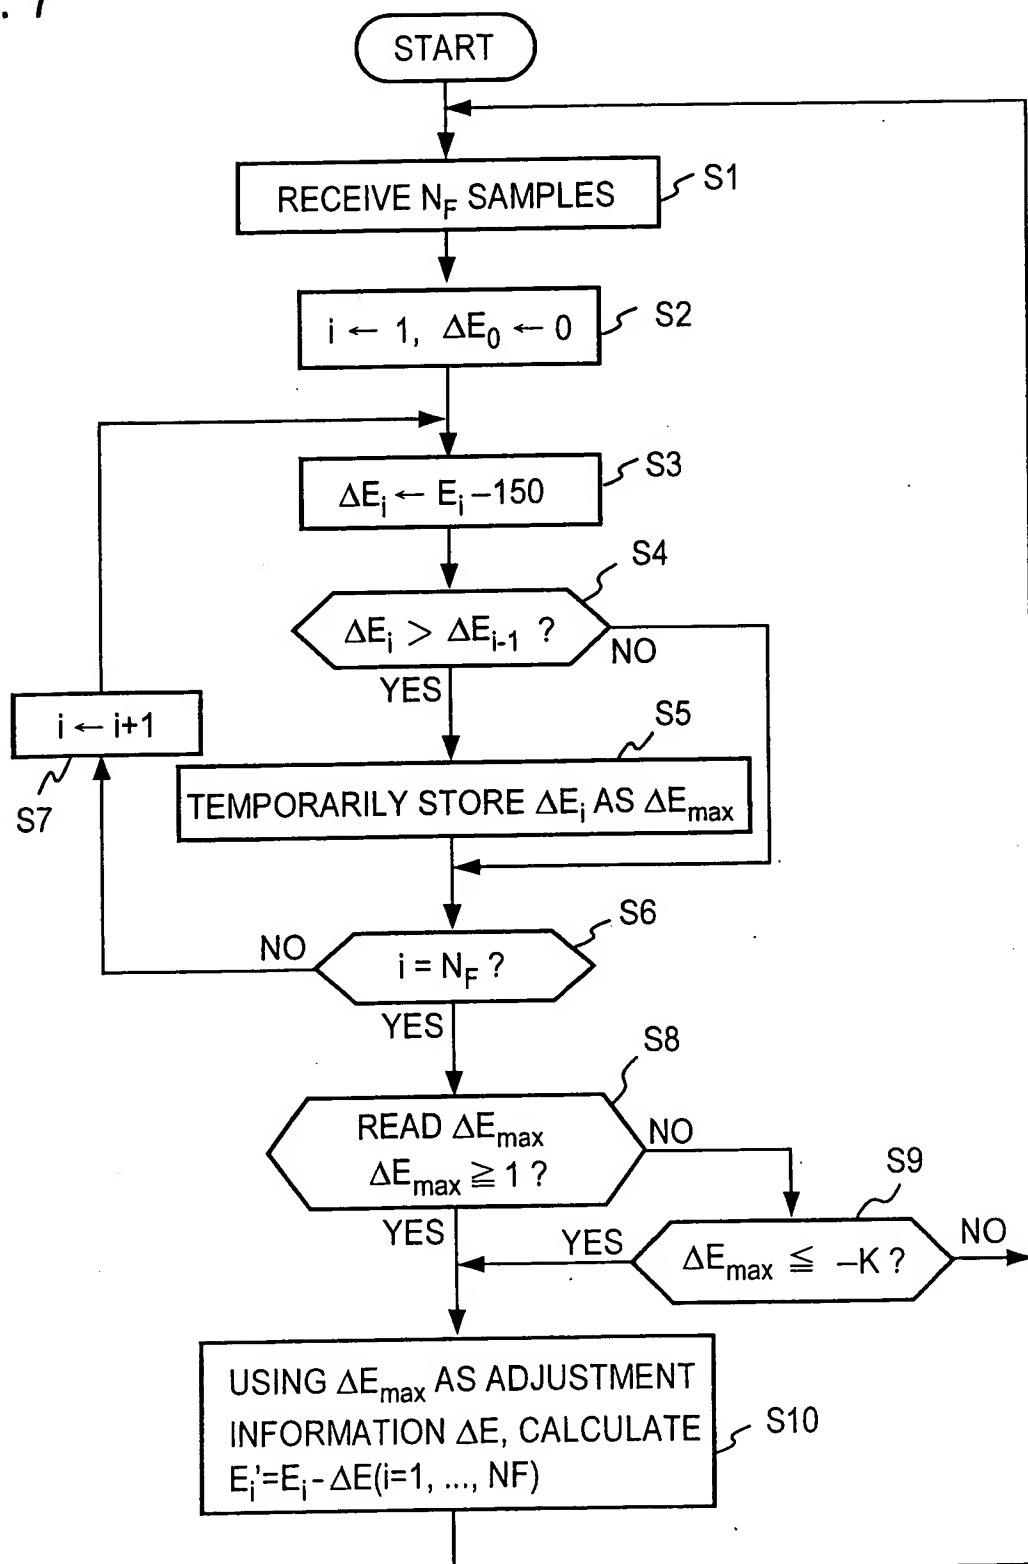 . 7
START
RECEIVE N_F SAMPLES
S1
i ← 1, ΔE_0 ← 0
S2
ΔE_i ← E_i – 150
S3
ΔE_i > ΔE_{i-1} ?
S4
NO
YES
i ← i+1
S7
S5
TEMPORARILY STORE ΔE_i AS ΔE_max
S6
NO
i = N_F ?
YES
S8
READ ΔE_max
ΔE_max ≧ 1 ?
NO
YES
S9
YES
ΔE_max ≦ –K ?
NO
USING ΔE_max AS ADJUSTMENT
INFORMATION ΔE, CALCULATE
E_i'=E_i - ΔE(i=1, ..., NF)
S10